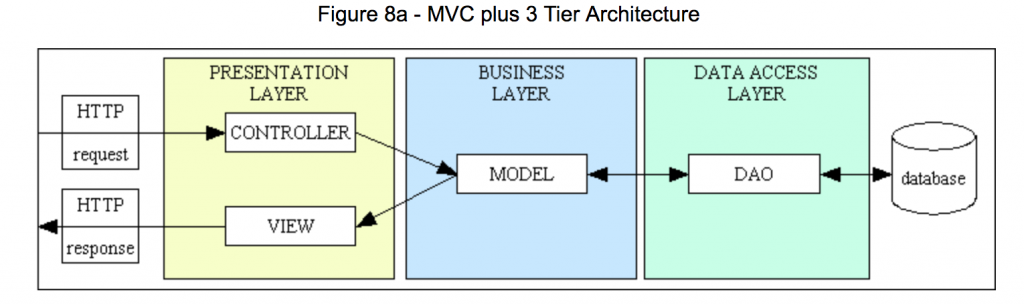 Figure 8a - MVC plus 3 Tier Architecture
PRESENTATION
LAYER
BUSINESS
LAYER
DATA ACCESS
LAYER
HTTP
request
CONTROLLER
MODEL
DAO
database
HTTP
response
VIEW